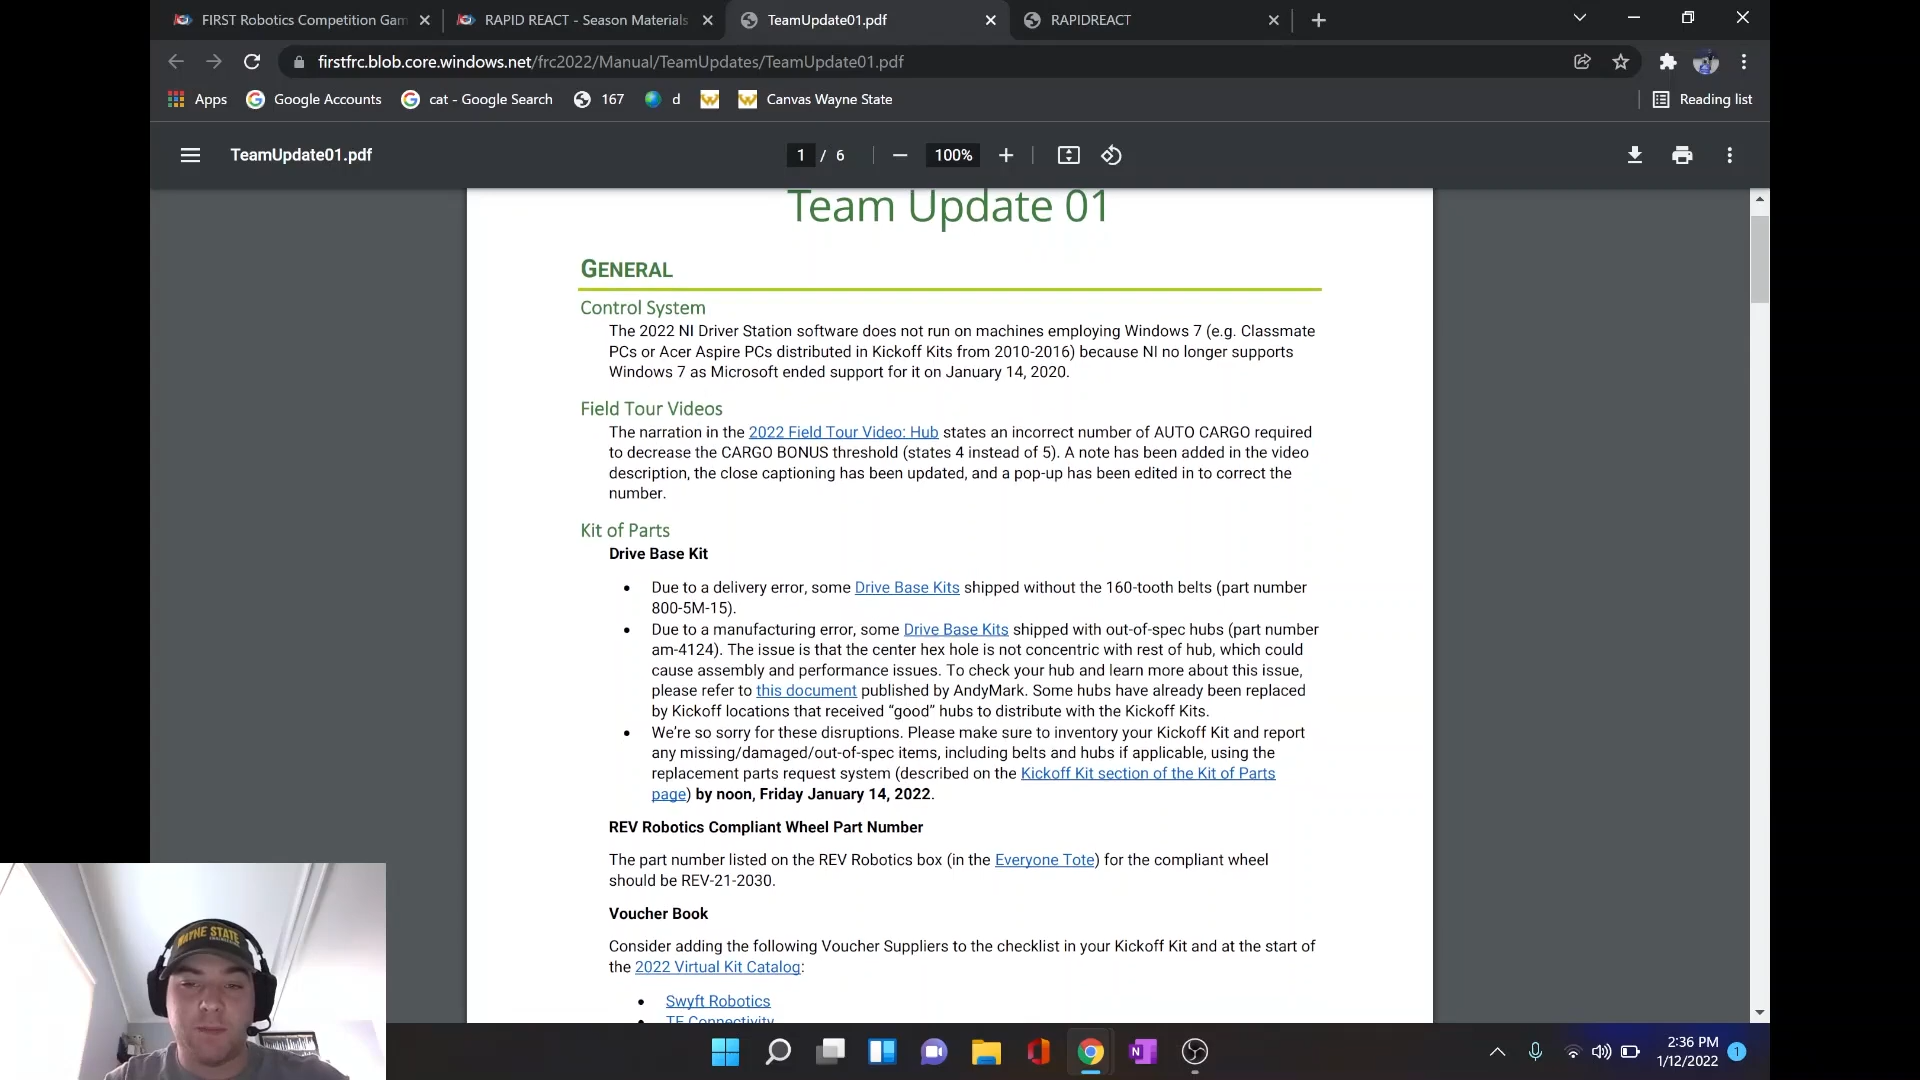 FIRST Robotics Competition Gam
RAPID REACT - Season Materials
TeamUpdate01.pdf
RAPIDREACT
firstfrc.blob.core.windows.net/frc2022/Manual/TeamUpdates/TeamUpdate01.pdf
Apps
Google Accounts
cat - Google Search
167
d
Canvas Wayne State
Reading list
TeamUpdate01.pdf
1 / 6
100%
Team Update 01
GENERAL
Control System
The 2022 NI Driver Station software does not run on machines employing Windows 7 (e.g. Classmate
PCs or Acer Aspire PCs distributed in Kickoff Kits from 2010-2016) because NI no longer supports
Windows 7 as Microsoft ended support for it on January 14, 2020.
Field Tour Videos
The narration in the 2022 Field Tour Video: Hub states an incorrect number of AUTO CARGO required
to decrease the CARGO BONUS threshold (states 4 instead of 5). A note has been added in the video
description, the close captioning has been updated, and a pop-up has been edited in to correct the
number.
Kit of Parts
Drive Base Kit
• Due to a delivery error, some Drive Base Kits shipped without the 160-tooth belts (part number
800-5M-15).
• Due to a manufacturing error, some Drive Base Kits shipped with out-of-spec hubs (part number
am-4124). The issue is that the center hex hole is not concentric with rest of hub, which could
cause assembly and performance issues. To check your hub and learn more about this issue,
please refer to this document published by AndyMark. Some hubs have already been replaced
by Kickoff locations that received “good” hubs to distribute with the Kickoff Kits.
• We’re so sorry for these disruptions. Please make sure to inventory your Kickoff Kit and report
any missing/damaged/out-of-spec items, including belts and hubs if applicable, using the
replacement parts request system (described on the Kickoff Kit section of the Kit of Parts
page) by noon, Friday January 14, 2022.
REV Robotics Compliant Wheel Part Number
The part number listed on the REV Robotics box (in the Everyone Tote) for the compliant wheel
should be REV-21-2030.
Voucher Book
Consider adding the following Voucher Suppliers to the checklist in your Kickoff Kit and at the start of
the 2022 Virtual Kit Catalog:
• Swyft Robotics
• TE Connectivity
WAYNE STATE
2:36 PM
1/12/2022
1